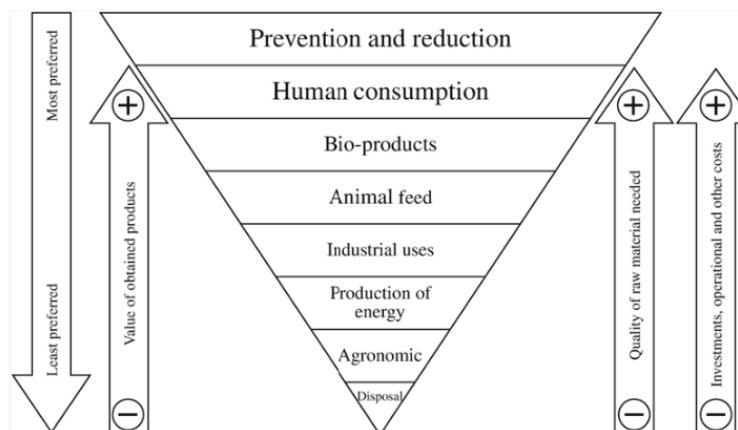 Prevention and reduction
Human consumption
Bio-products
Animal feed
Industrial uses
Production of
energy
Agronomic
Disposal
Most preferred
Least preferred
+
Value of obtained products
−
+
Quality of raw material needed
−
+
Investments, operational and other costs
−